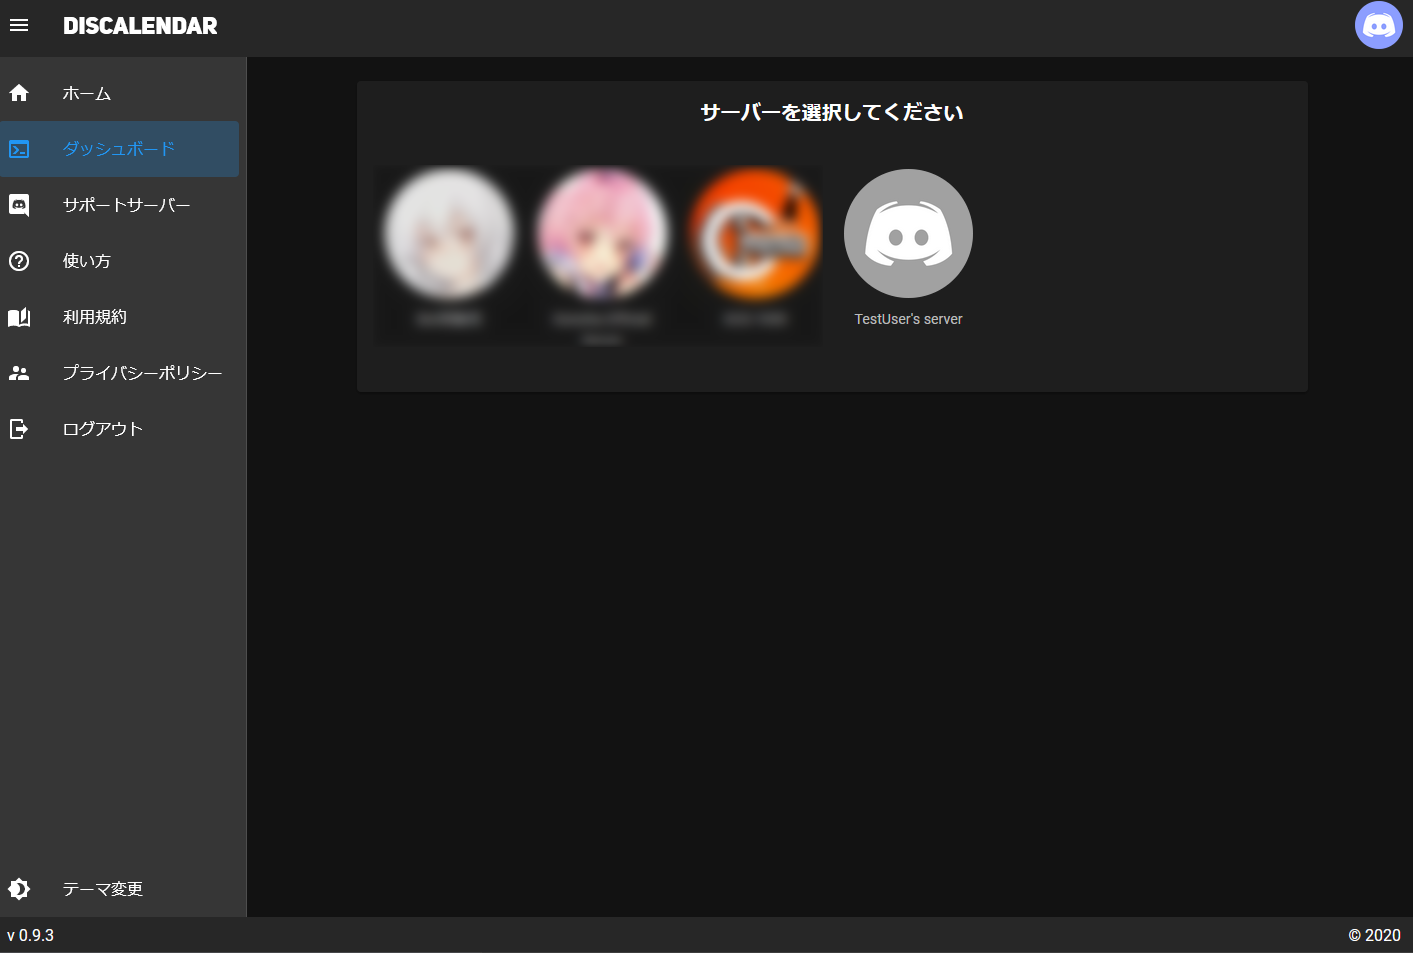 DISCALENDAR
ホーム
ダッシュボード
サポートサーバー
使い方
利用規約
プライバシーポリシー
ログアウト
テーマ変更
サーバーを選択してください
TestUser's server
v 0.9.3
© 2020